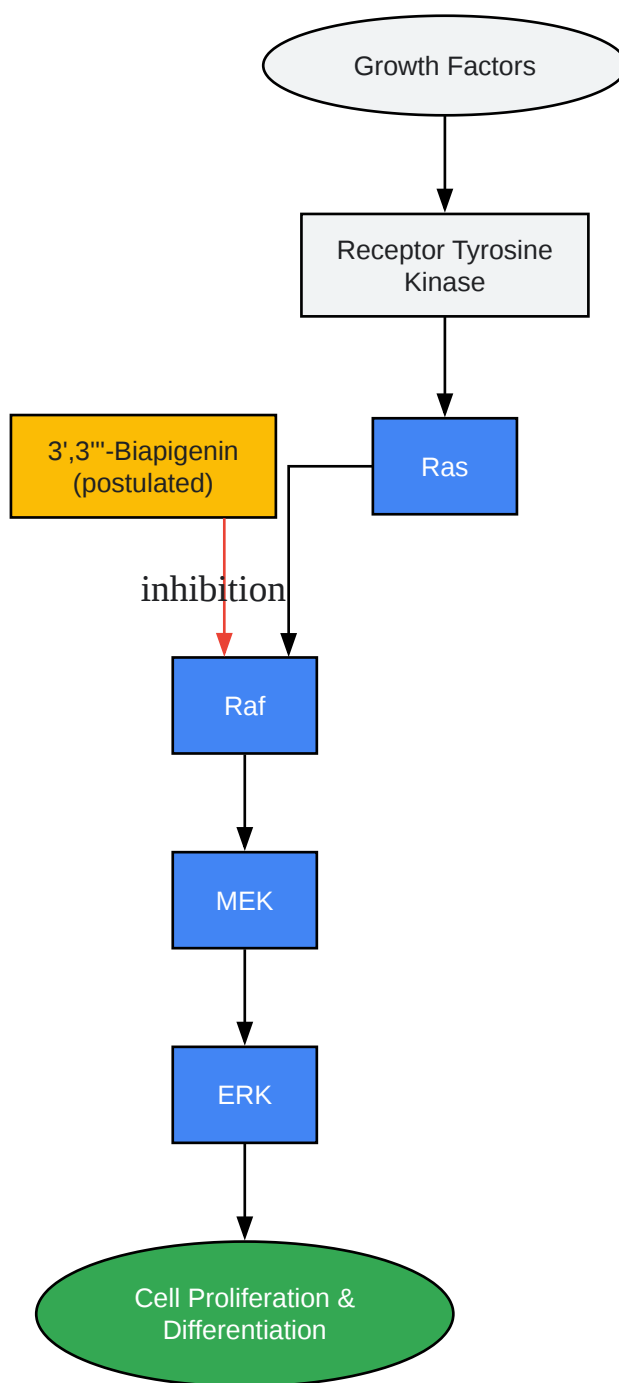 Growth Factors
Receptor Tyrosine
Kinase
3',3'''-Biapigenin
(postulated)
Ras
inhibition
Raf
MEK
ERK
Cell Proliferation &
Differentiation